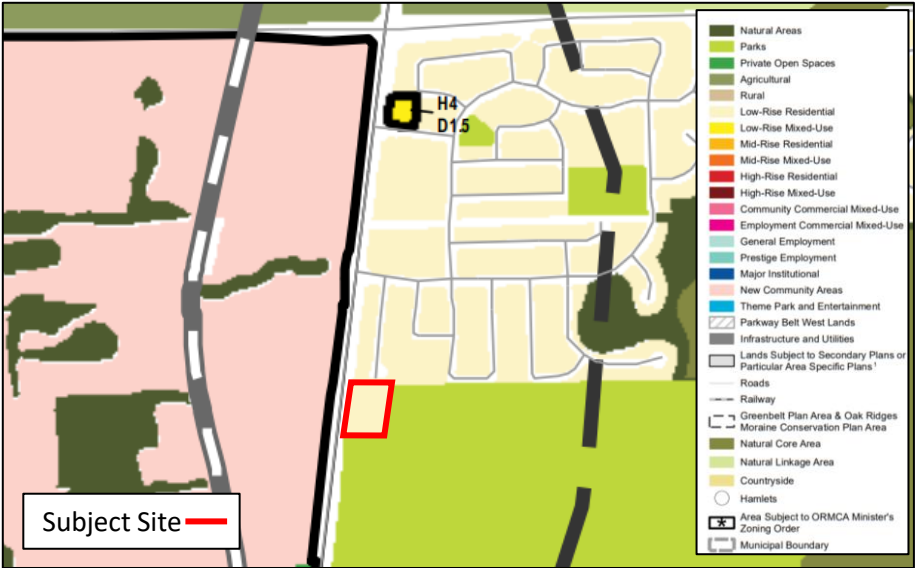 H4
D1.5
Subject Site
Natural Areas
Parks
Private Open Spaces
Agricultural
Rural
Low-Rise Residential
Low-Rise Mixed-Use
Mid-Rise Residential
Mid-Rise Mixed-Use
High-Rise Residential
High-Rise Mixed-Use
Community Commercial Mixed-Use
Employment Commercial Mixed-Use
General Employment
Prestige Employment
Major Institutional
New Community Areas
Theme Park and Entertainment
Parkway Belt West Lands
Infrastructure and Utilities
Lands Subject to Secondary Plans or
Particular Area Specific Plans¹
Roads
Railway
Greenbelt Plan Area & Oak Ridges
Moraine Conservation Plan Area
Natural Core Area
Natural Linkage Area
Countryside
Hamlets
Area Subject to ORMCA Minister's
Zoning Order
Municipal Boundary